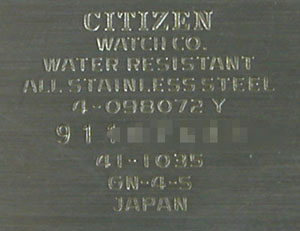 CITIZEN
WATCH CO.
WATER RESISTANT
ALL STAINLESS STEEL
4-098072 Y
91
41-1035
GN-4-S
JAPAN